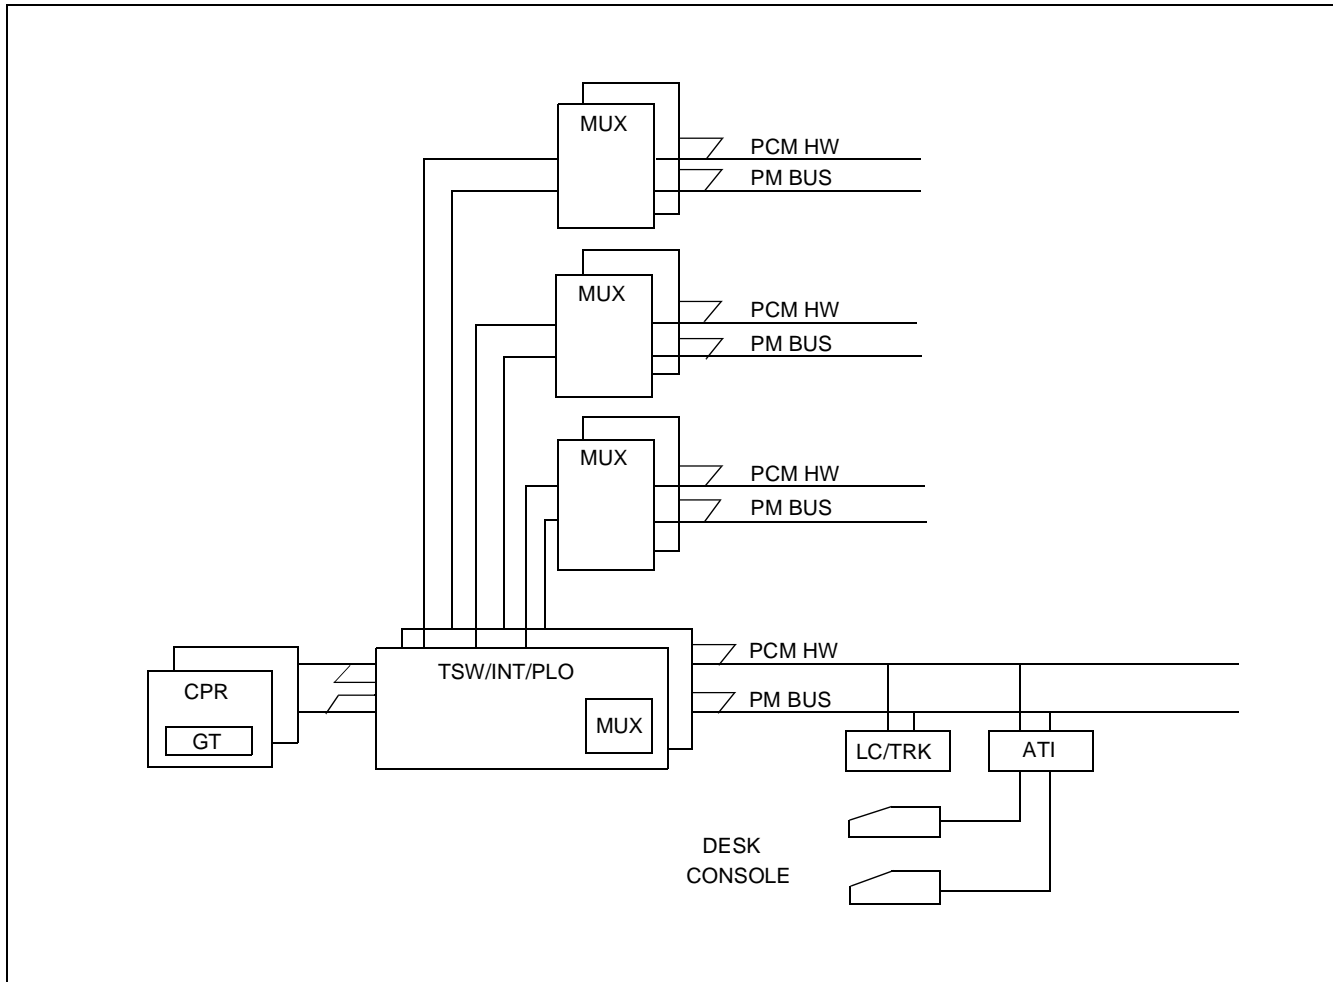 MUX
PCM HW
PM BUS
MUX
PCM HW
PM BUS
MUX
PCM HW
PM BUS
CPR
GT
TSW/INT/PLO
MUX
PCM HW
PM BUS
LC/TRK
ATI
DESK
CONSOLE